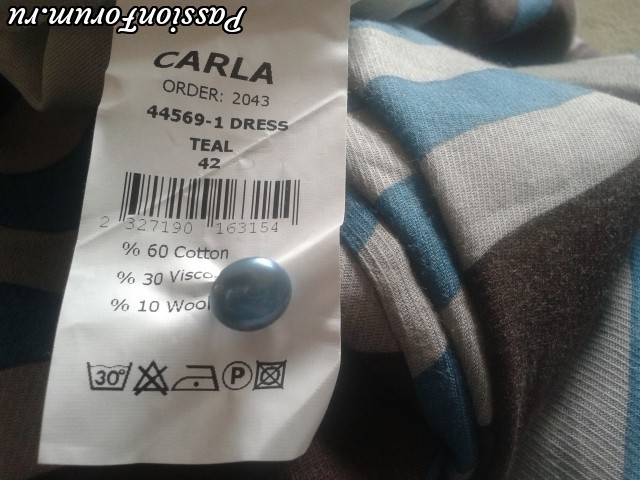 PassionForum.ru
CARLA
ORDER: 2043
44569-1 DRESS
TEAL
42
2 327190 163154
% 60 Cotton
% 30 Visco
% 10 Wool
30°
P